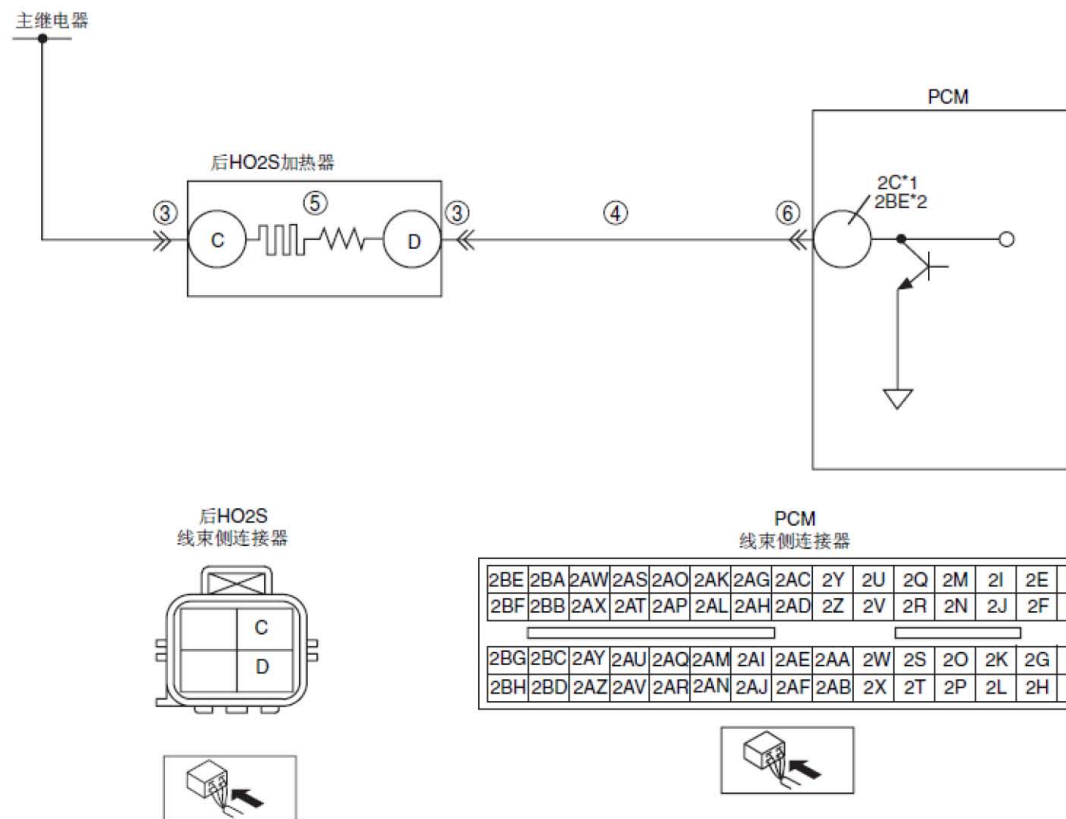 主继电器
PCM
后HO2S加热器
2C*1
2BE*2
③
⑤
③
④
⑥
C
D
后HO2S
线束侧连接器
C
D
PCM
线束侧连接器
2BE 2BA 2AW 2AS 2AO 2AK 2AG 2AC 2Y 2U 2Q 2M 2I 2E
2BF 2BB 2AX 2AT 2AP 2AL 2AH 2AD 2Z 2V 2R 2N 2J 2F
2BG 2BC 2AY 2AU 2AQ 2AM 2AI 2AE 2AA 2W 2S 2O 2K 2G
2BH 2BD 2AZ 2AV 2AR 2AN 2AJ 2AF 2AB 2X 2T 2P 2L 2H